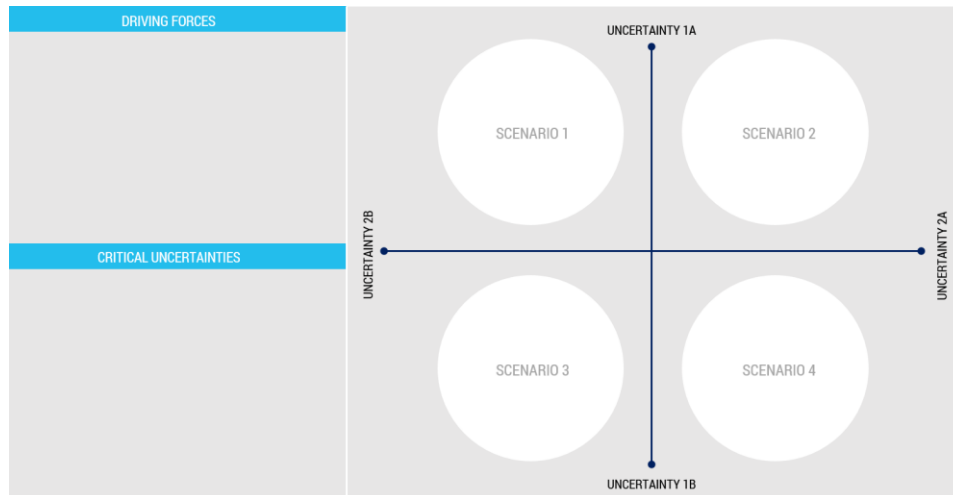 DRIVING FORCES
CRITICAL UNCERTAINTIES
UNCERTAINTY 1A
SCENARIO 1
SCENARIO 2
UNCERTAINTY 2B
UNCERTAINTY 2A
SCENARIO 3
SCENARIO 4
UNCERTAINTY 1B